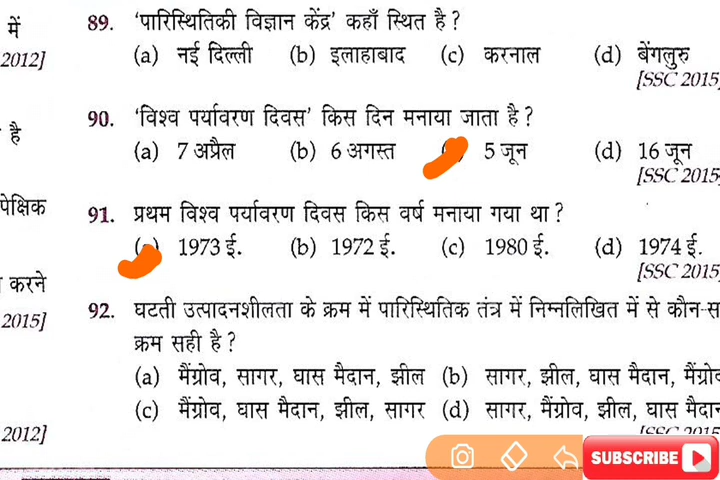 में
2012]
है
पेक्षिक
करने
2015]
2012]
89. ‘पारिस्थितिकी विज्ञान केंद्र’ कहाँ स्थित है ?
(a) नई दिल्ली (b) इलाहाबाद (c) करनाल (d) बेंगलुरु
[SSC 2015]
90. ‘विश्व पर्यावरण दिवस’ किस दिन मनाया जाता है ?
(a) 7 अप्रैल (b) 6 अगस्त 5 जून (d) 16 जून
[SSC 2015]
91. प्रथम विश्व पर्यावरण दिवस किस वर्ष मनाया गया था ?
1973 ई. (b) 1972 ई. (c) 1980 ई. (d) 1974 ई.
[SSC 2015]
92. घटती उत्पादनशीलता के क्रम में पारिस्थितिक तंत्र में निम्नलिखित में से कौन-स
क्रम सही है ?
(a) मैंग्रोव, सागर, घास मैदान, झील (b) सागर, झील, घास मैदान, मैंग्रो
(c) मैंग्रोव, घास मैदान, झील, सागर (d) सागर, मैंग्रोव, झील, घास मैदा
SUBSCRIBE